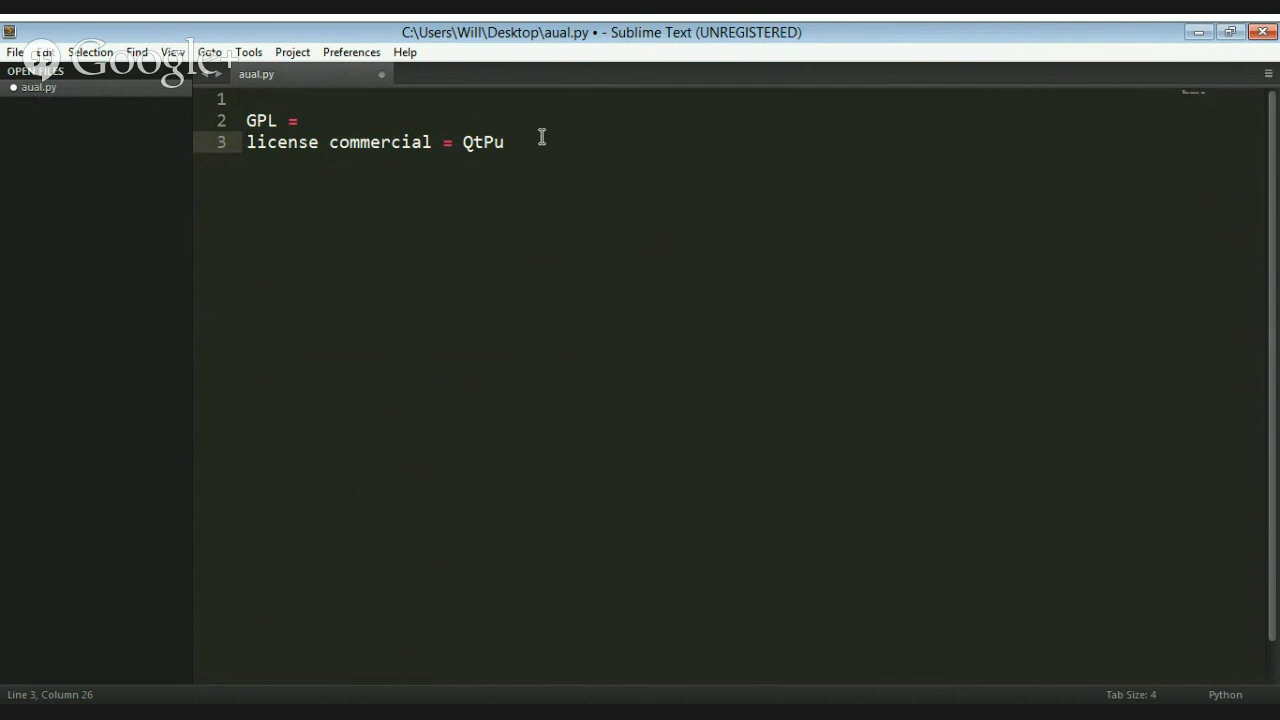 C:\Users\Will\Desktop\aual.py • - Sublime Text (UNREGISTERED)
File Edit Selection Find View Goto Tools Project Preferences Help
Google+
OPEN FILES
aual.py
aual.py
1
2 GPL =
3 license commercial = QtPu
Line 3, Column 26
Tab Size: 4
Python